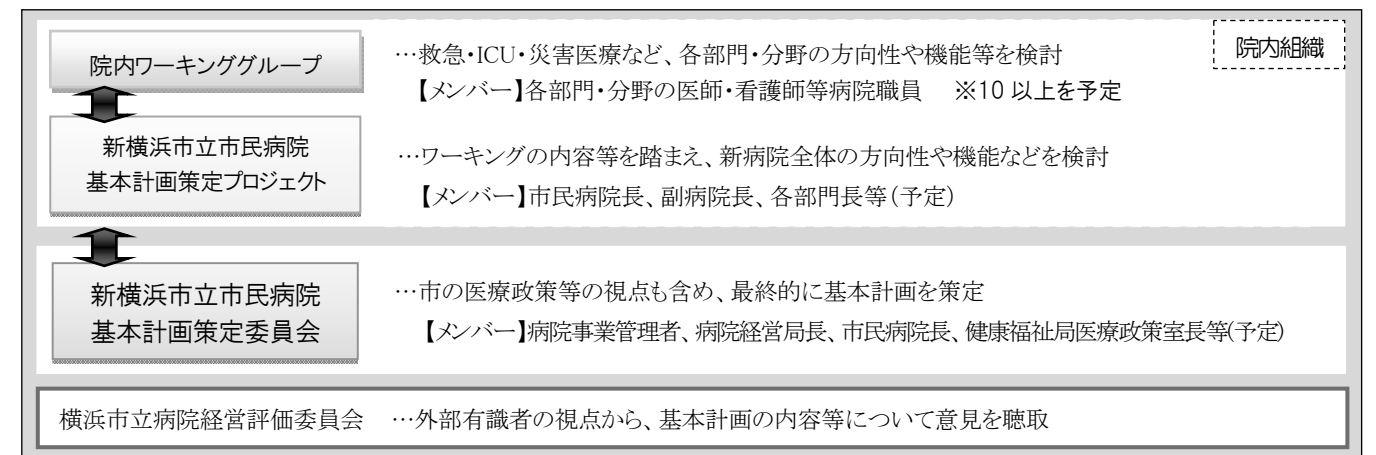 院内ワーキンググループ …救急・ICU・災害医療など、各部門・分野の方向性や機能等を検討 院内組織
【メンバー】各部門・分野の医師・看護師等病院職員 ※10 以上を予定
新横浜市立市民病院
基本計画策定プロジェクト
…ワーキングの内容等を踏まえ、新病院全体の方向性や機能などを検討
【メンバー】市民病院長、副病院長、各部門長等(予定)
新横浜市立市民病院
基本計画策定委員会
…市の医療政策等の視点も含め、最終的に基本計画を策定
【メンバー】病院事業管理者、病院経営局長、市民病院長、健康福祉局医療政策室長等(予定)
横浜市立病院経営評価委員会 …外部有識者の視点から、基本計画の内容等について意見を聴取